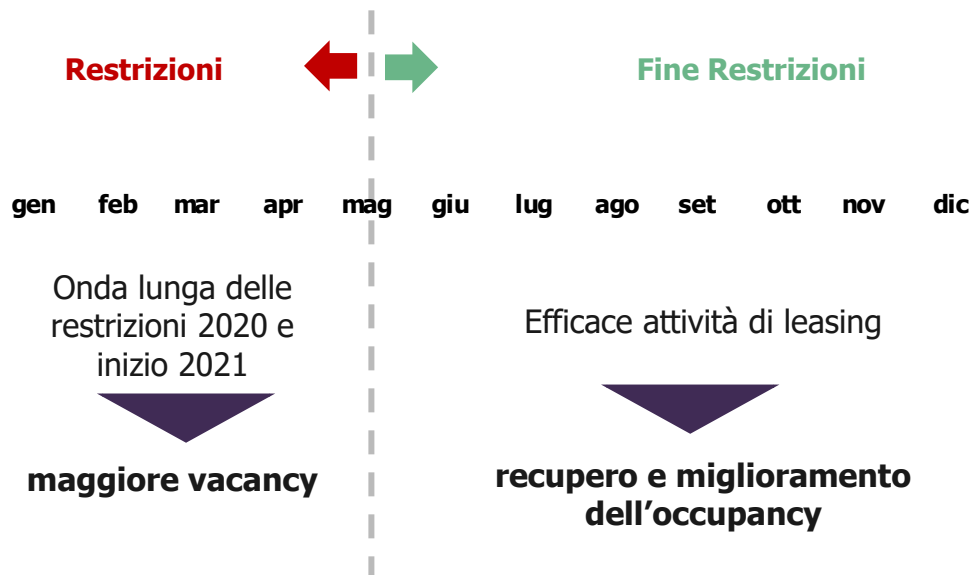 Restrizioni
Fine Restrizioni
gen feb mar apr mag giu lug ago set ott nov dic
Onda lunga delle
restrizioni 2020 e
inizio 2021
maggiore vacancy
Efficace attività di leasing
recupero e miglioramento
dell’occupancy